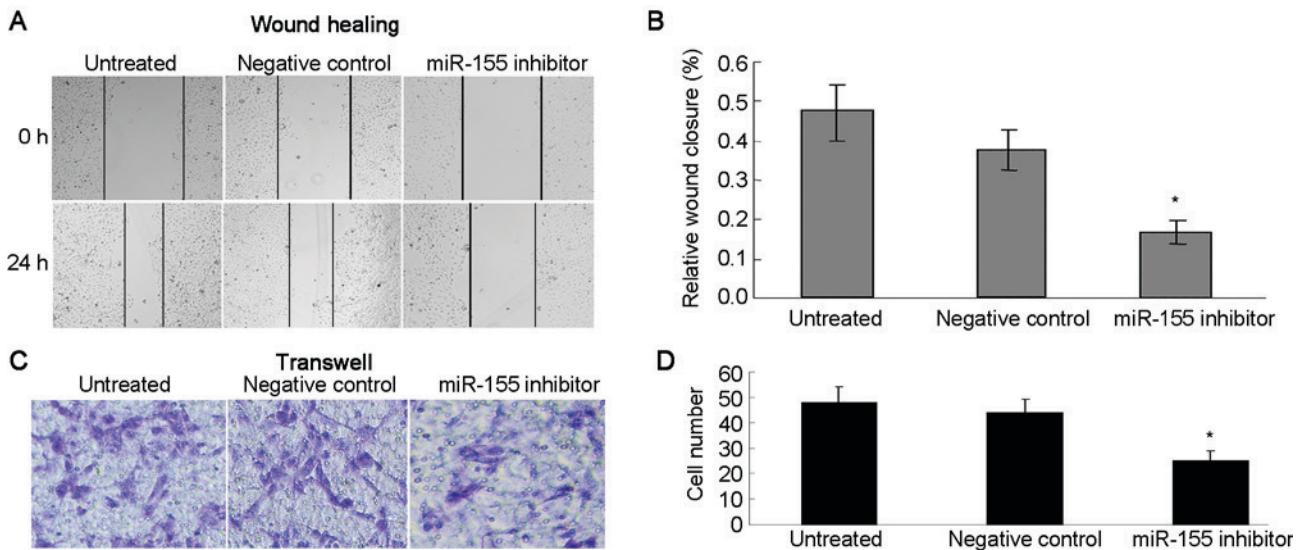 A
Wound healing
Untreated Negative control miR-155 inhibitor
0 h
24 h
B
Relative wound closure (%)
0.6
0.5
0.4
0.3
0.2
0.1
0.0
*
Untreated Negative control miR-155 inhibitor
C
Transwell
Untreated Negative control miR-155 inhibitor
D
Cell number
60
50
40
30
20
10
0
*
Untreated Negative control miR-155 inhibitor